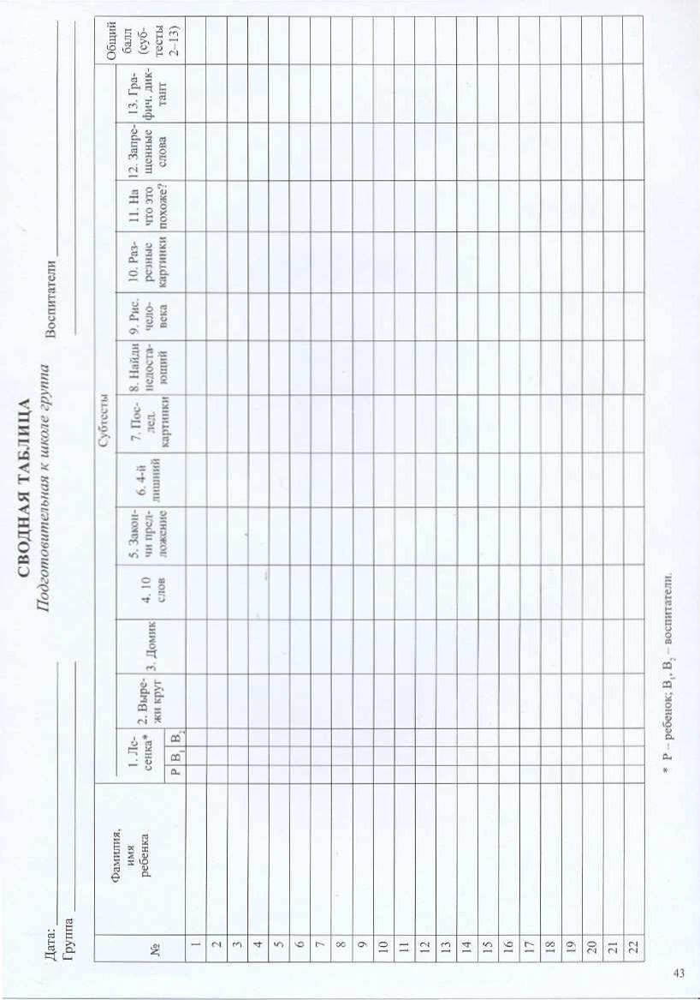 СВОДНАЯ ТАБЛИЦА
Подготовительная к школе группа
Дата:
Воспитатели
Группа
№
Фамилия,
имя
ребенка
Субтесты
1. Ле-
сенка*
Р В₁ В₂
2. Выре-
жи круг
3. Домик
4. 10
слов
5. Закон-
чи пред-
ложение
6. 4-й
лишний
7. Пос-
лед.
картинки
8. Найди
недоста-
ющий
9. Рис.
чело-
века
10. Раз-
резные
картинки
11. На
что это
похоже?
12. Запре-
щенные
слова
13. Гра-
фич. дик-
тант
Общий
балл
(суб-
тесты
2–13)
1
2
3
4
5
6
7
8
9
10
11
12
13
14
15
16
17
18
19
20
21
22
* Р – ребенок; В₁, В₂ – воспитатели.
43